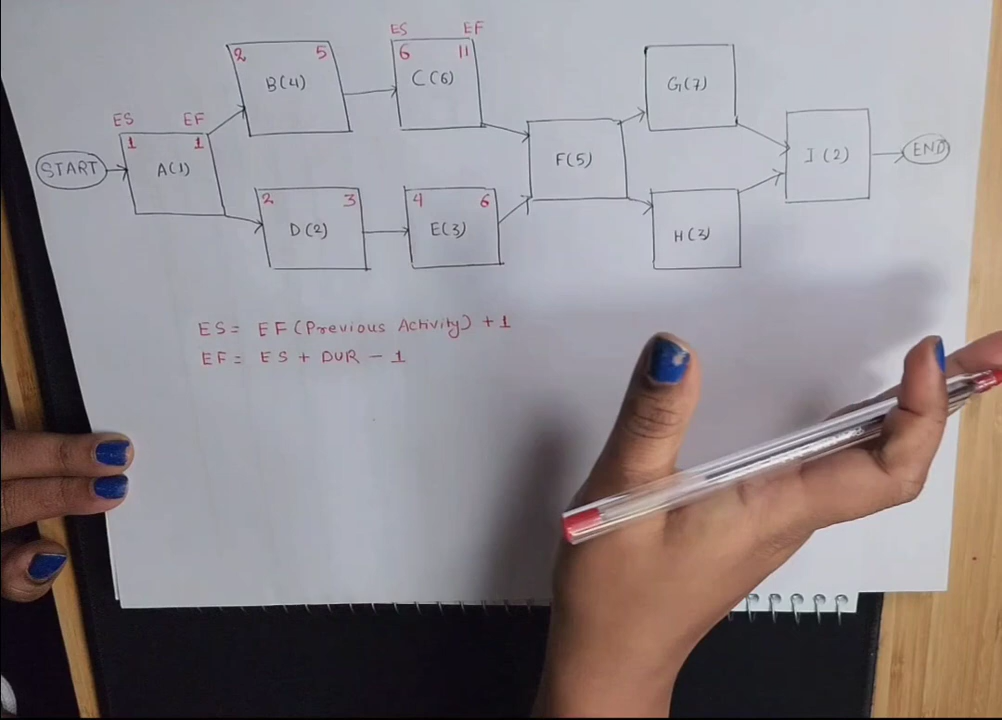 ES EF
2 5
B(4)
6 11
C(6)
G(7)
ES EF
1 1
START
A(1)
F(5)
I(2)
END
2 3
D(2)
4 6
E(3)
H(3)
ES = EF (Previous Activity) + 1
EF = ES + DUR - 1